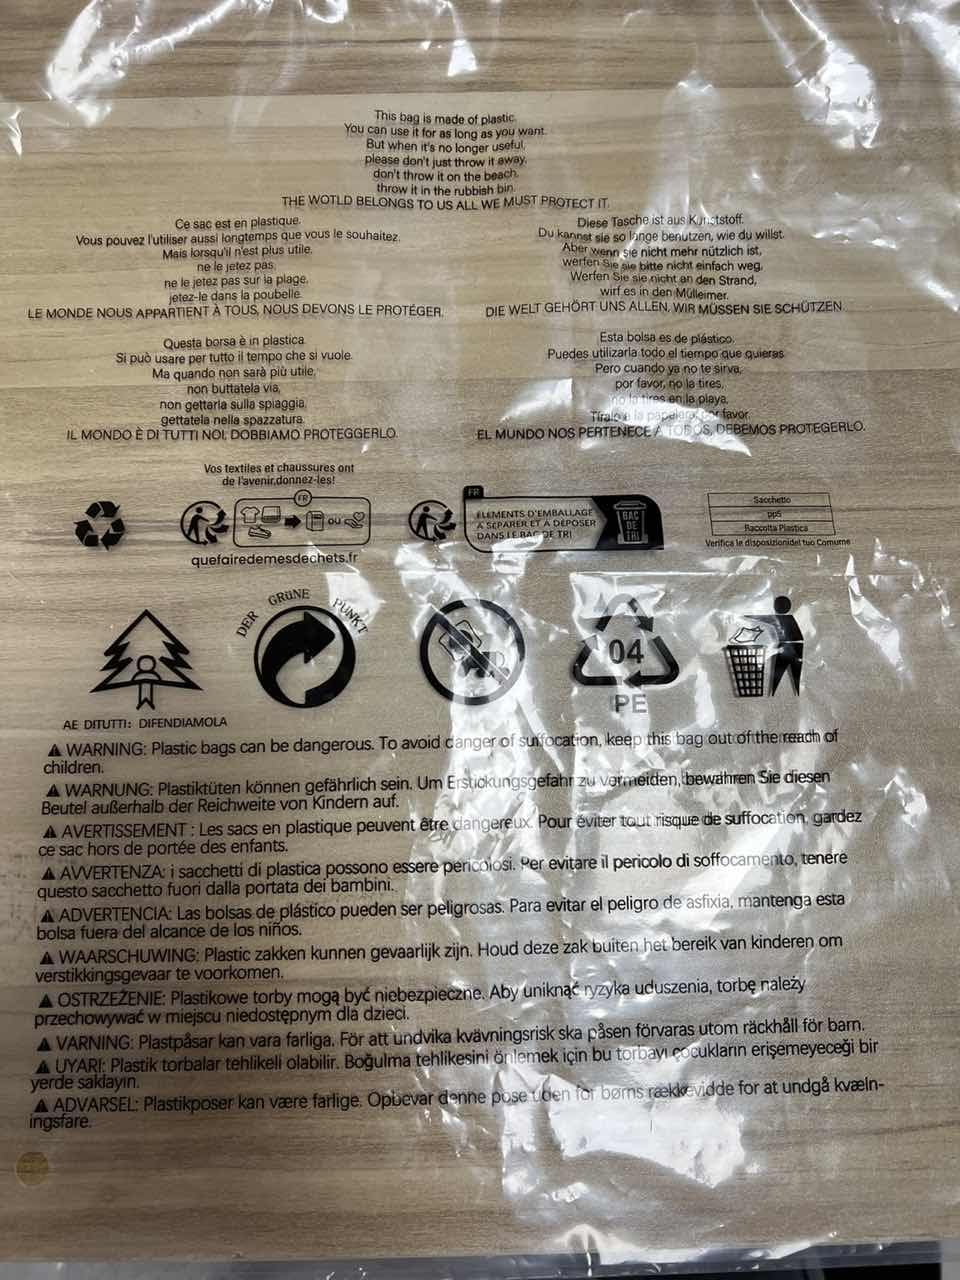 This bag is made of plastic.
You can use it for as long as you want.
But when it's no longer useful,
please don't just throw it away,
don't throw it on the beach.
throw it in the rubbish bin.
THE WOTLD BELONGS TO US ALL WE MUST PROTECT IT.
Ce sac est en plastique.
Vous pouvez l'utiliser aussi longtemps que vous le souhaitez.
Mais lorsqu'il n'est plus utile.
ne le jetez pas,
ne le jetez pas sur la plage,
jetez-le dans la poubelle.
LE MONDE NOUS APPARTIENT À TOUS, NOUS DEVONS LE PROTÉGER.
Diese Tasche ist aus Kunststoff.
Du kannst sie so lange benutzen, wie du willst.
Aber wenn sie nicht mehr nützlich ist,
werfen Sie sie bitte nicht einfach weg,
Werfen Sie sie nicht an den Strand,
wirf es in den Mülleimer.
DIE WELT GEHÖRT UNS ALLEN, WIR MÜSSEN SIE SCHÜTZEN
Questa borsa è in plastica.
Si può usare per tutto il tempo che si vuole.
Ma quando non sarà più utile,
non buttatela via,
non gettarla sulla spiaggia,
gettatela nella spazzatura.
IL MONDO È DI TUTTI NOI, DOBBIAMO PROTEGGERLO.
Esta bolsa es de plástico.
Puedes utilizarla todo el tiempo que quieras
Pero cuando ya no te sirva,
por favor, no la tires,
no la tires en la playa,
Tíralo a la papelera, por favor.
EL MUNDO NOS PERTENECE A TODOS, DEBEMOS PROTEGERLO.
Vos textiles et chaussures ont
de l'avenir,donnez-les!
FR
ou
quefairedemesdechets.fr
FR
ÉLÉMENTS D'EMBALLAGE
À SÉPARER ET À DÉPOSER
DANS LE BAC DE TRI
BAC
DE
TRI
Sacchetto
pp5
Raccolta Plastica
Verifica le disposizionidel tuo Comune
AE DITUTTI: DIFENDIAMOLA
DER GRÜNE PUNKT
04
PE
⚠ WARNING: Plastic bags can be dangerous. To avoid danger of suffocation, keep this bag out of the reach of
children.
⚠ WARNUNG: Plastiktüten können gefährlich sein. Um Erstickungsgefahr zu vermeiden, bewahren Sie diesen
Beutel außerhalb der Reichweite von Kindern auf.
⚠ AVERTISSEMENT : Les sacs en plastique peuvent être dangereux. Pour éviter tout risque de suffocation, gardez
ce sac hors de portée des enfants.
⚠ AVVERTENZA: i sacchetti di plastica possono essere pericolosi. Per evitare il pericolo di soffocamento, tenere
questo sacchetto fuori dalla portata dei bambini.
⚠ ADVERTENCIA: Las bolsas de plástico pueden ser peligrosas. Para evitar el peligro de asfixia, mantenga esta
bolsa fuera del alcance de los niños.
⚠ WAARSCHUWING: Plastic zakken kunnen gevaarlijk zijn. Houd deze zak buiten het bereik van kinderen om
verstikkingsgevaar te voorkomen.
⚠ OSTRZEŻENIE: Plastikowe torby mogą być niebezpieczne. Aby uniknąć ryzyka uduszenia, torbę należy
przechowywać w miejscu niedostępnym dla dzieci.
⚠ VARNING: Plastpåsar kan vara farliga. För att undvika kvävningsrisk ska påsen förvaras utom räckhåll för barn.
⚠ UYARI: Plastik torbalar tehlikeli olabilir. Boğulma tehlikesini önlemek için bu torbayı çocukların erişemeyeceği bir
yerde saklayın.
⚠ ADVARSEL: Plastikposer kan være farlige. Opbevar denne pose uden for børns rækkevidde for at undgå kvæln-
ingsfare.